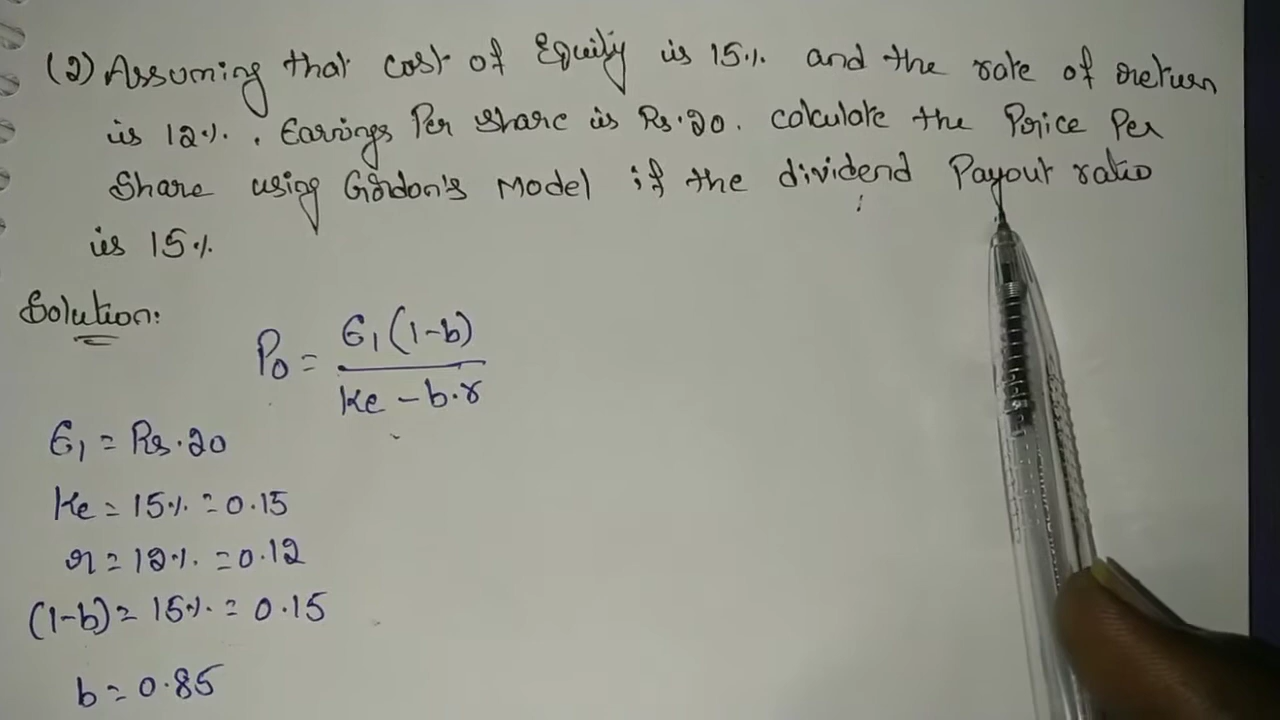 (2) Assuming that cost of Equity is 15% and the rate of return
is 12%. Earnings Per share is Rs.20. calculate the Price Per
Share using Gordon's Model if the dividend Payout ratio
is 15%
Solution:
P0 = E1(1-b) / Ke - b.r
E1 = Rs.20
Ke = 15% = 0.15
r = 12% = 0.12
(1-b) = 15% = 0.15
b = 0.85